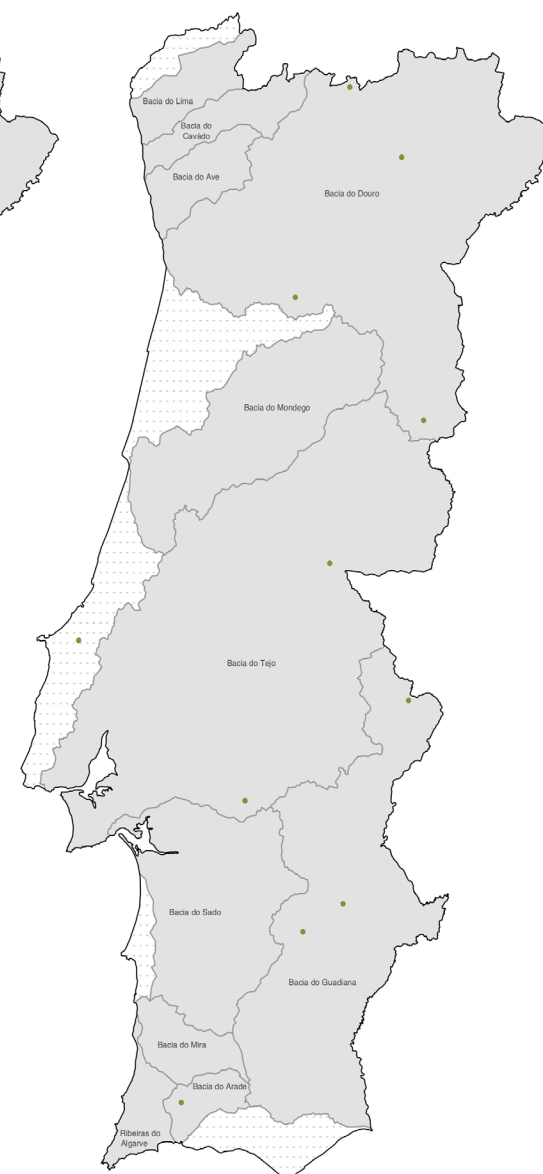 Bacia do Lima
Bacia do
Cavado
Bacia do Ave
Bacia do Douro
Bacia do Mondego
Bacia do Tejo
Bacia do Sado
Bacia do Guadiana
Bacia do Mira
Bacia do Arade
Ribeiras do
Algarve